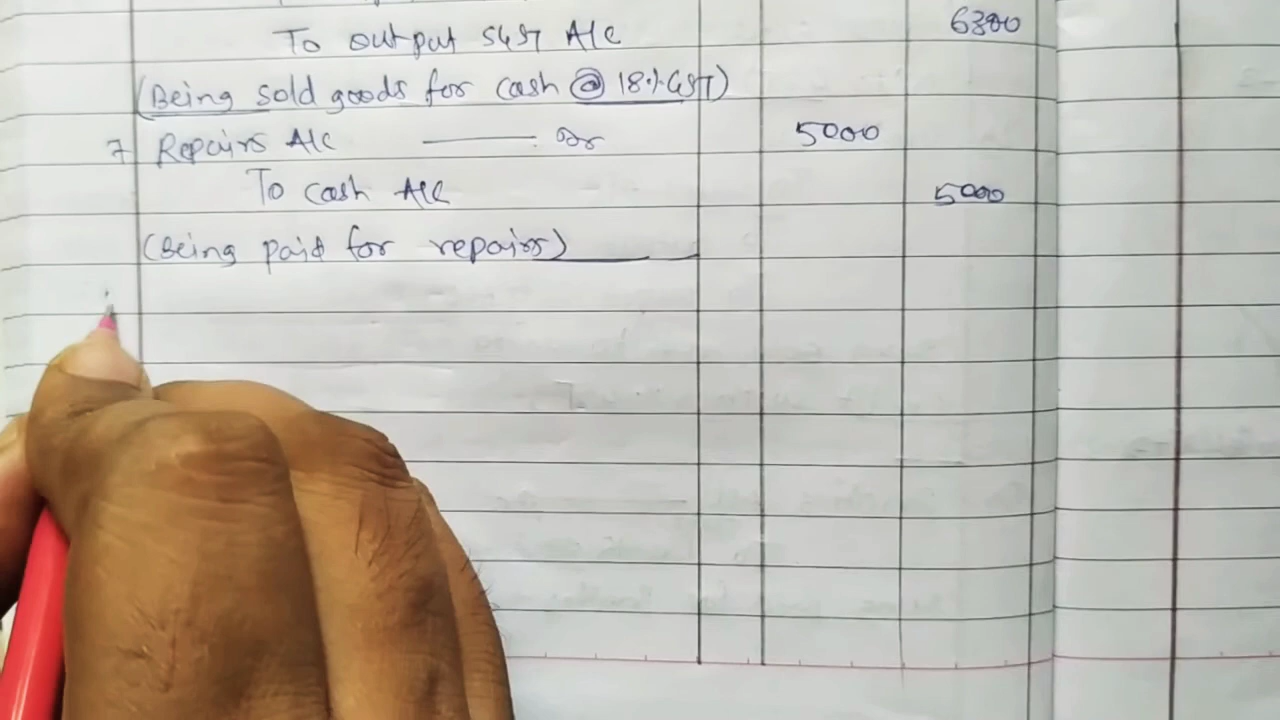 To output SGST A/C 6300
(Being sold goods for cash @ 18% GST)
7 Repairs A/C Dr 5000
To cash A/C 5000
(Being paid for repairs)